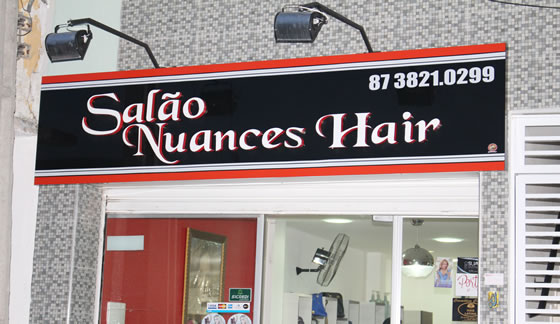 Salão
Nuances Hair
87 3821.0299